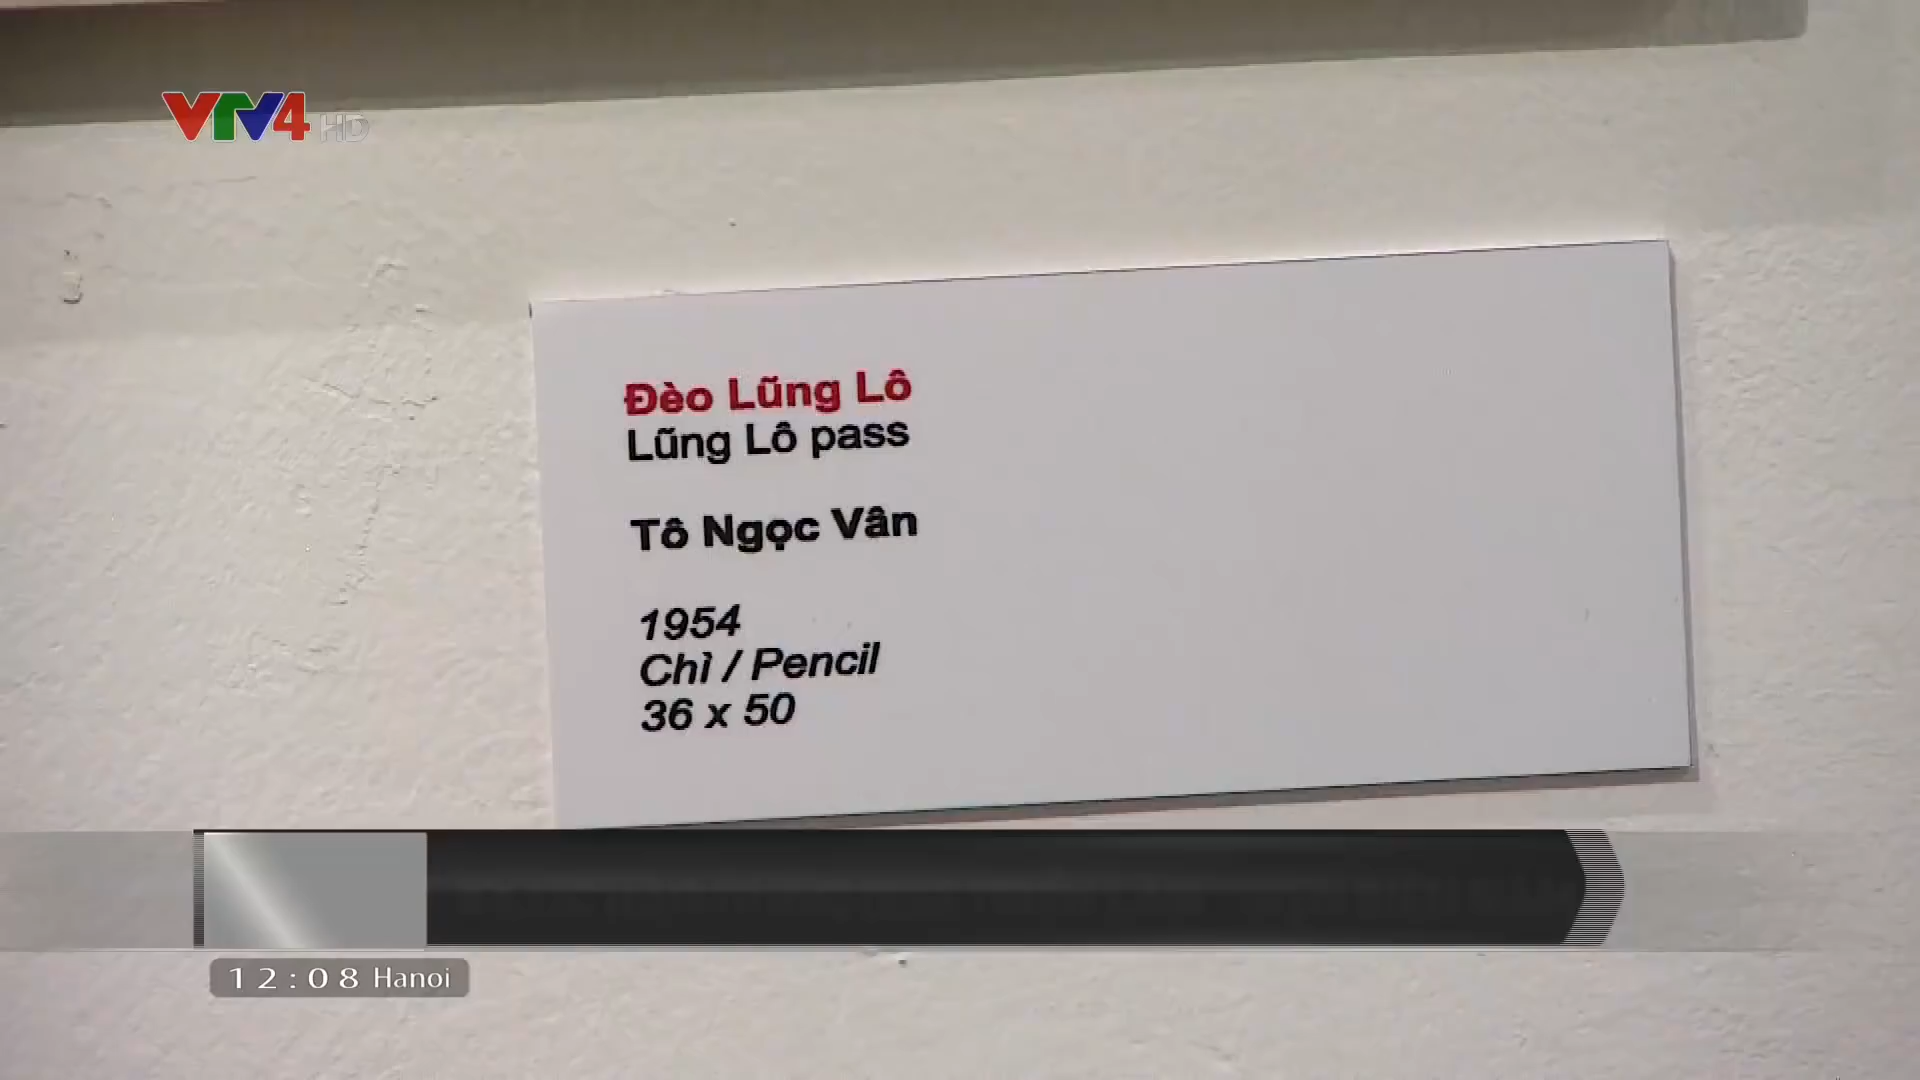 VTV4 HD
Đèo Lũng Lô
Lũng Lô pass
Tô Ngọc Vân
1954
Chì / Pencil
36 x 50
12:08 Hanoi